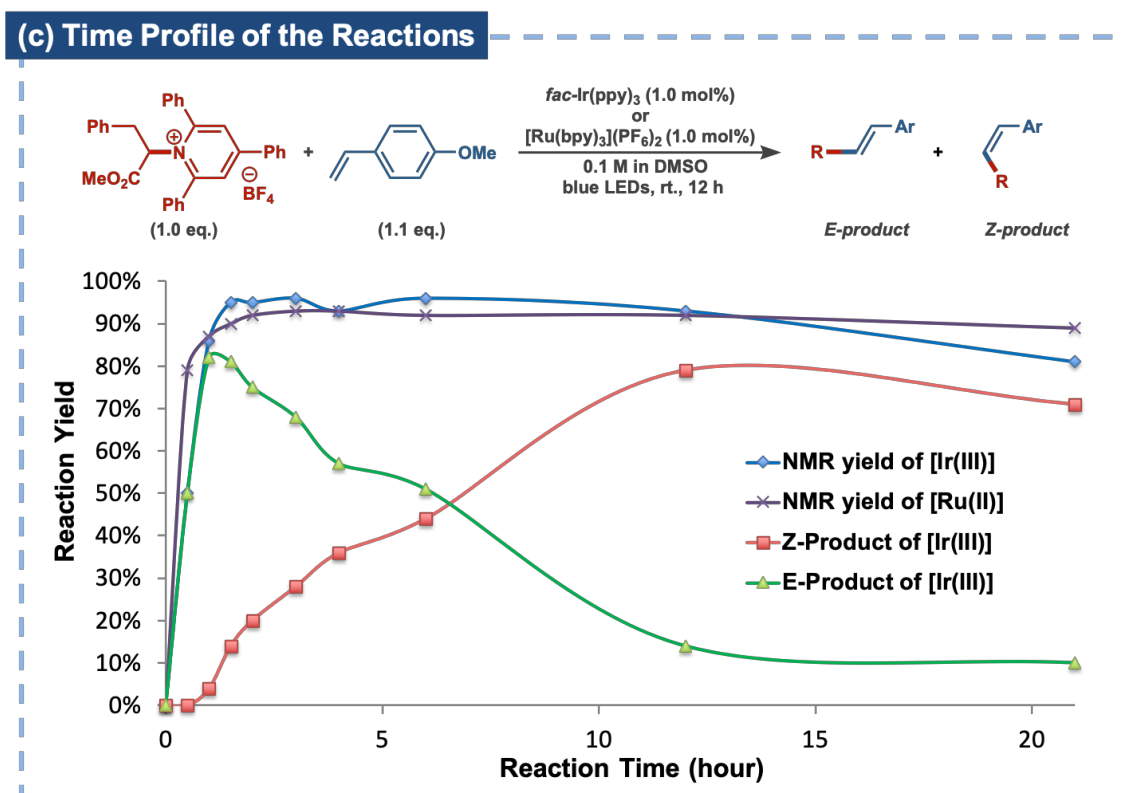 (c) Time Profile of the Reactions
Ph
Ph
N
+
Ph
MeO₂C
Ph
⊖
BF₄
(1.0 eq.)
+
OMe
(1.1 eq.)
fac-Ir(ppy)₃ (1.0 mol%)
or
[Ru(bpy)₃](PF₆)₂ (1.0 mol%)
0.1 M in DMSO
blue LEDs, rt., 12 h
R
Ar
E-product
+
Ar
R
Z-product
Reaction Yield
100%
90%
80%
70%
60%
50%
40%
30%
20%
10%
0%
NMR yield of [Ir(III)]
NMR yield of [Ru(II)]
Z-Product of [Ir(III)]
E-Product of [Ir(III)]
0 5 10 15 20
Reaction Time (hour)